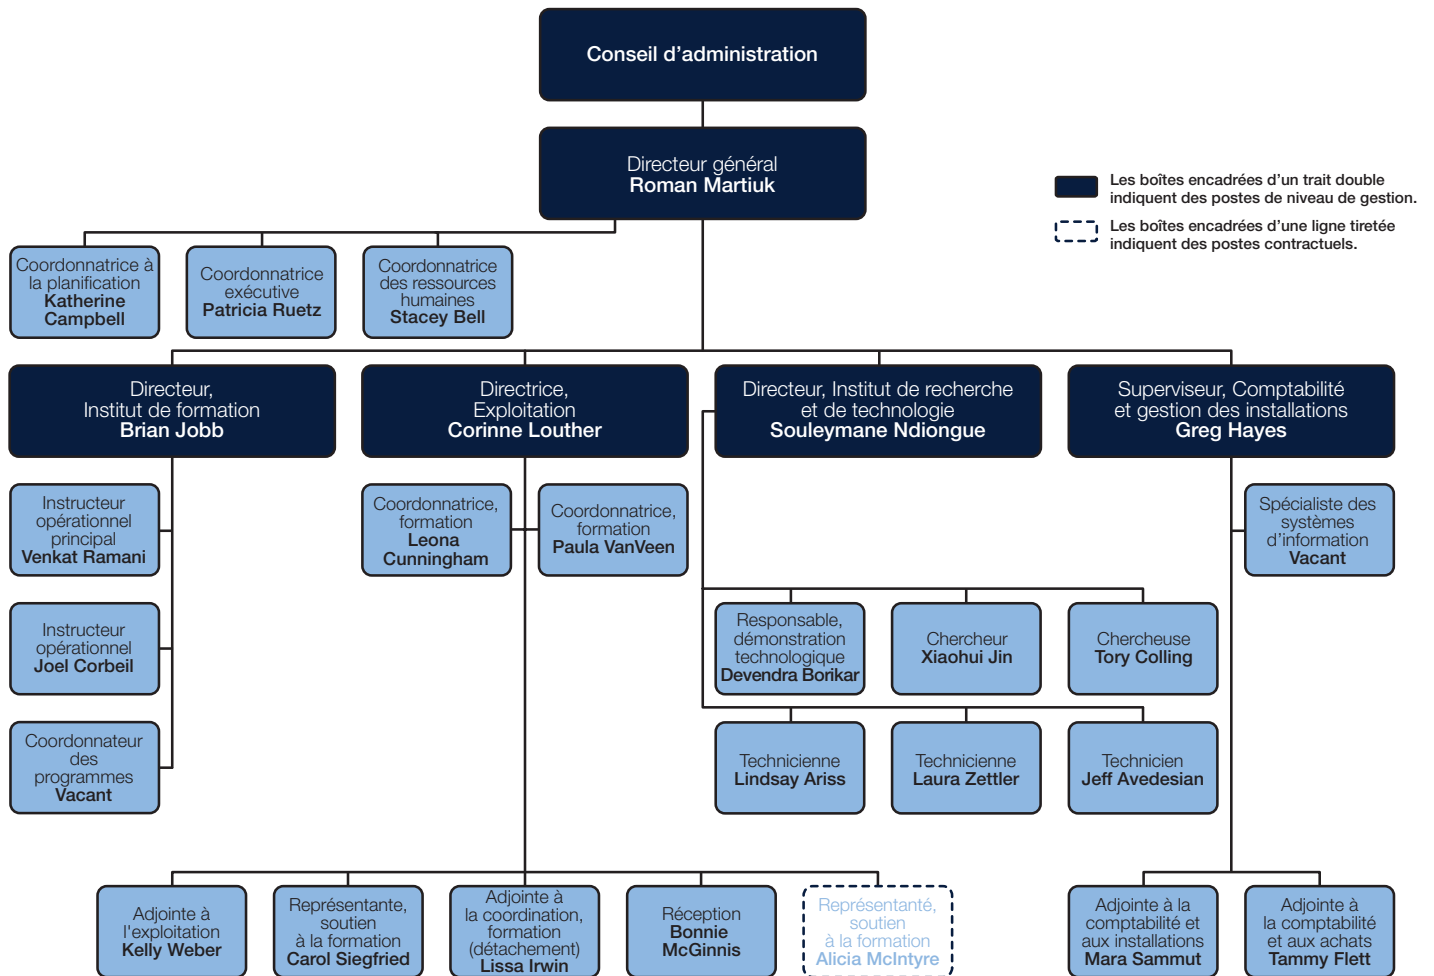 Conseil d'administration
Directeur général
Roman Martiuk
Les boîtes encadrées d'un trait double
indiquent des postes de niveau de gestion.
Les boîtes encadrées d'une ligne tiretée
indiquent des postes contractuels.
Coordonnatrice à
la planification
Katherine
Campbell
Coordonnatrice
exécutive
Patricia Ruetz
Coordonnatrice
des ressources
humaines
Stacey Bell
Directeur,
Institut de formation
Brian Jobb
Directrice,
Exploitation
Corinne Louther
Directeur, Institut de recherche
et de technologie
Souleymane Ndiongue
Superviseur, Comptabilité
et gestion des installations
Greg Hayes
Instructeur
opérationnel
principal
Venkat Ramani
Coordonnatrice,
formation
Leona
Cunningham
Coordonnatrice,
formation
Paula VanVeen
Spécialiste des
systèmes
d'information
Vacant
Instructeur
opérationnel
Joel Corbeil
Responsable,
démonstration
technologique
Devendra Borikar
Chercheur
Xiaohui Jin
Chercheuse
Tory Colling
Coordonnateur
des
programmes
Vacant
Technicienne
Lindsay Ariss
Technicienne
Laura Zettler
Technicien
Jeff Avedesian
Adjointe à
l'exploitation
Kelly Weber
Représentante,
soutien
à la formation
Carol Siegfried
Adjointe à
la coordination,
formation
(détachement)
Lissa Irwin
Réception
Bonnie
McGinnis
Représentanté,
soutien
à la formation
Alicia McIntyre
Adjointe à la
comptabilité et
aux installations
Mara Sammut
Adjointe à
la comptabilité
et aux achats
Tammy Flett